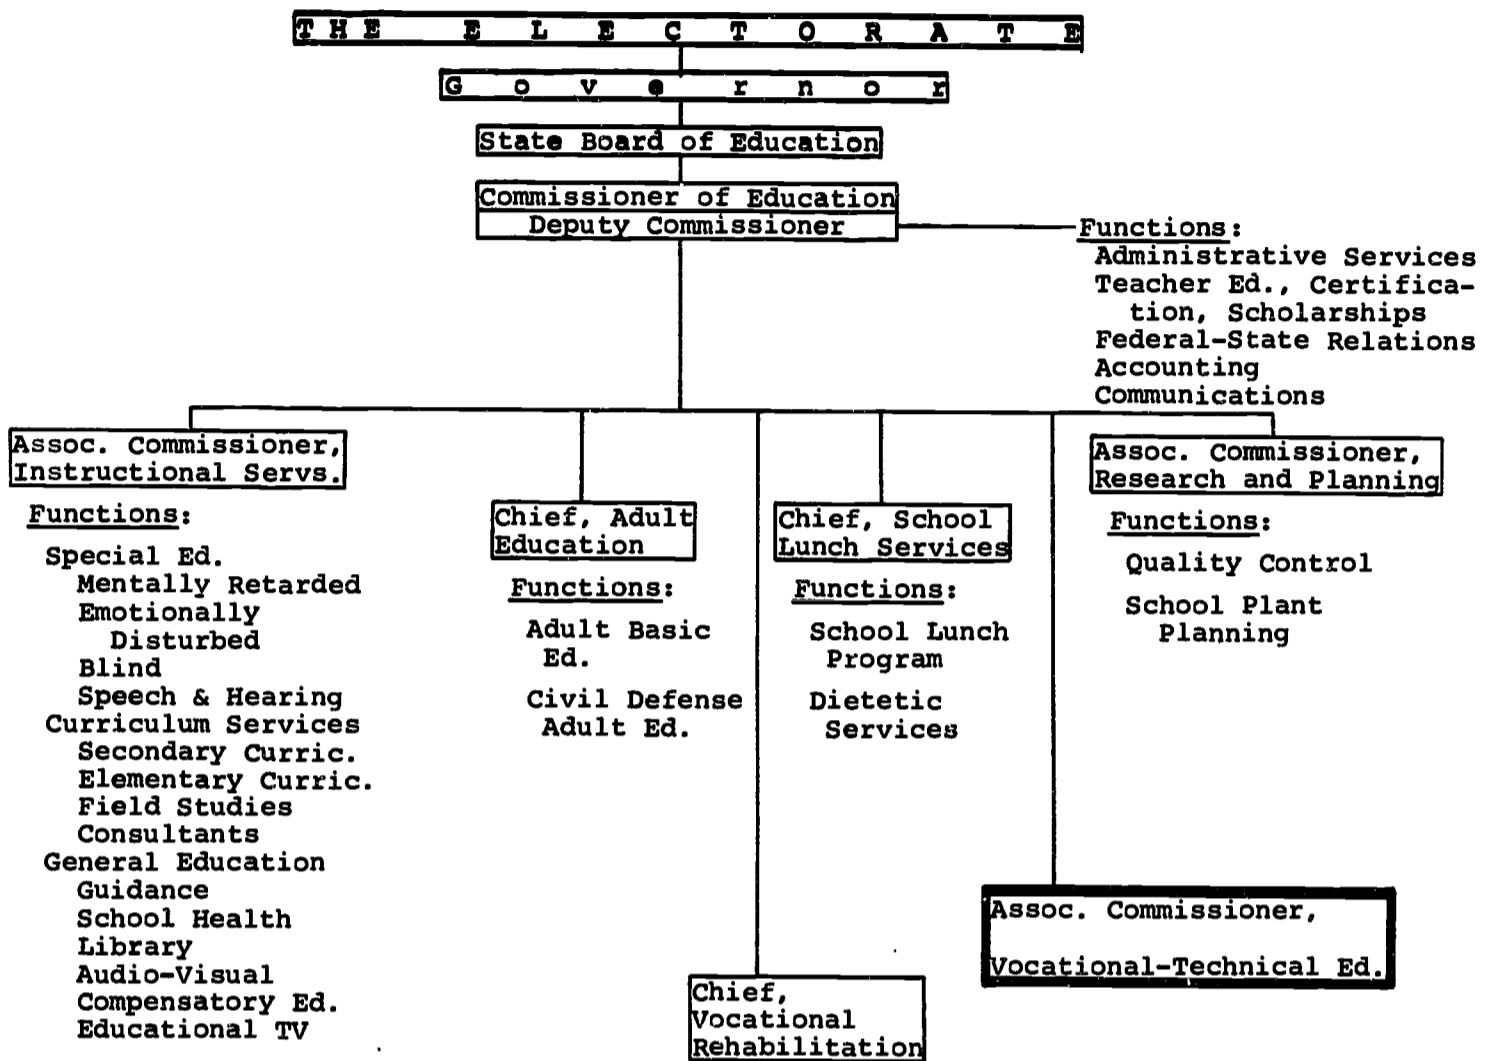 THE ELECTORATE
Governor
State Board of Education
Commissioner of Education
Deputy Commissioner
Functions:
Administrative Services
Teacher Ed., Certifica-
tion, Scholarships
Federal-State Relations
Accounting
Communications
Assoc. Commissioner,
Instructional Servs.
Functions:
Special Ed.
Mentally Retarded
Emotionally
Disturbed
Blind
Speech & Hearing
Curriculum Services
Secondary Curric.
Elementary Curric.
Field Studies
Consultants
General Education
Guidance
School Health
Library
Audio-Visual
Compensatory Ed.
Educational TV
Chief, Adult
Education
Functions:
Adult Basic
Ed.
Civil Defense
Adult Ed.
Chief,
Vocational
Rehabilitation
Chief, School
Lunch Services
Functions:
School Lunch
Program
Dietetic
Services
Assoc. Commissioner,
Vocational-Technical Ed.
Assoc. Commissioner,
Research and Planning
Functions:
Quality Control
School Plant
Planning